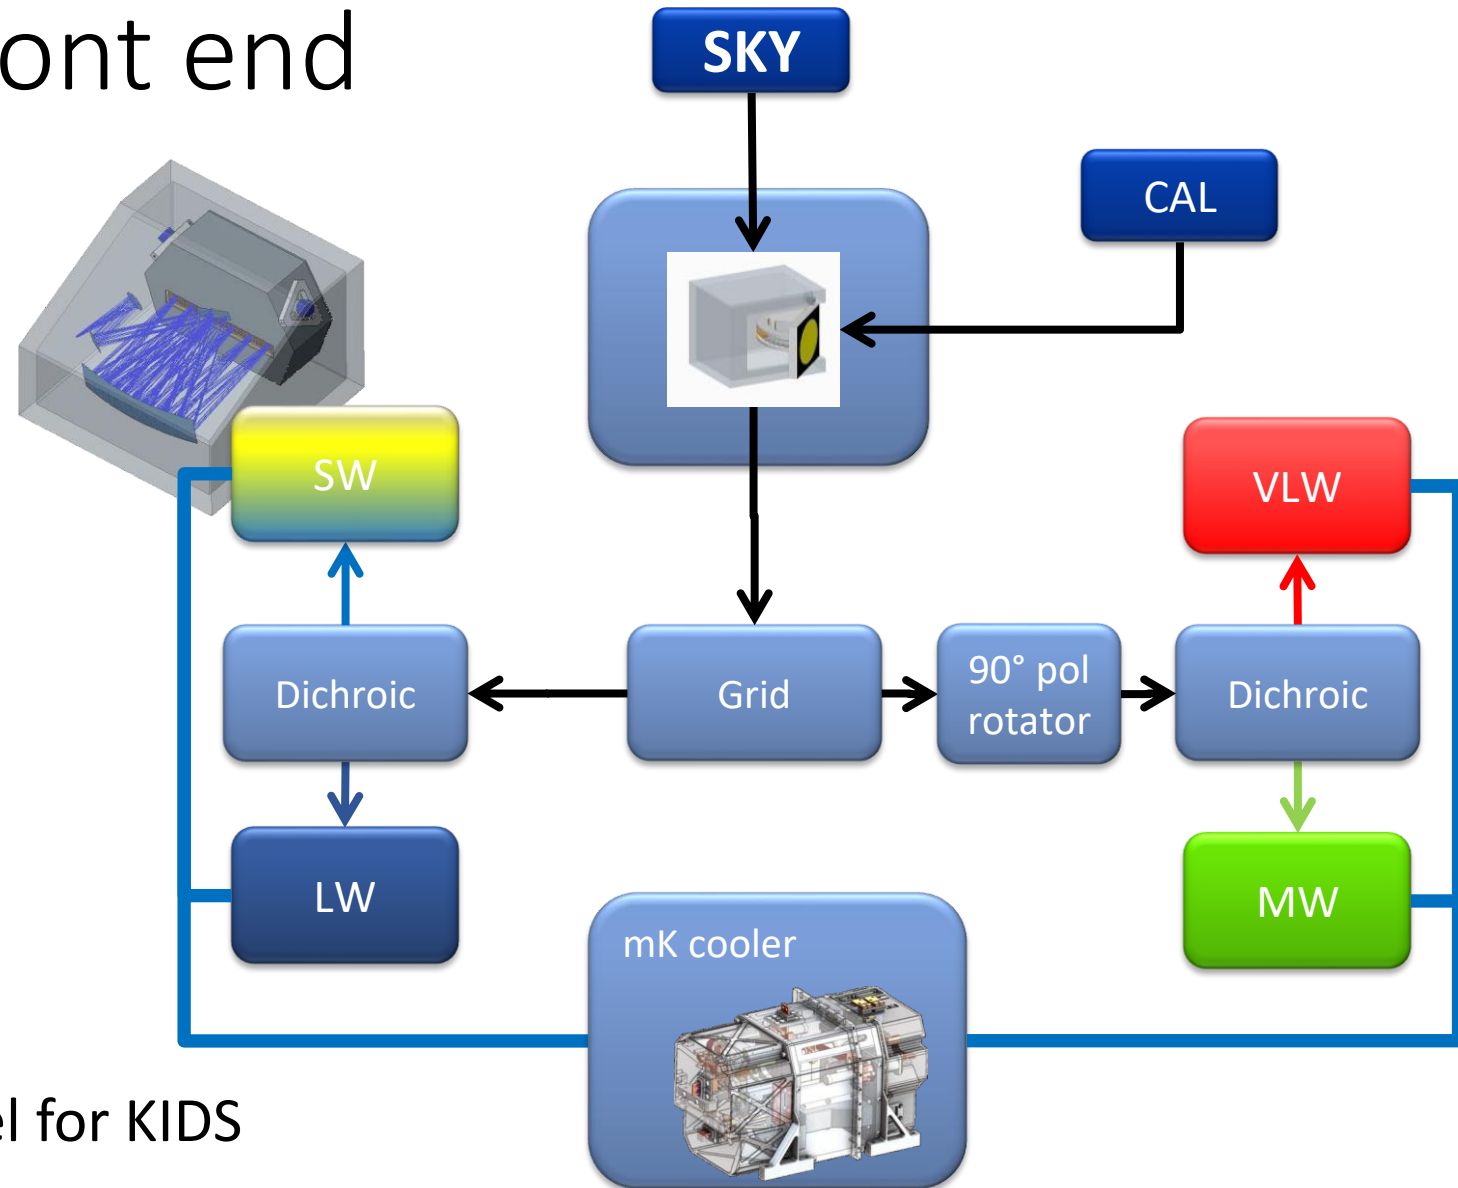 ont end
SKY
CAL
SW
VLW
Dichroic
Grid
90° pol
rotator
Dichroic
LW
MW
mK cooler
el for KIDS